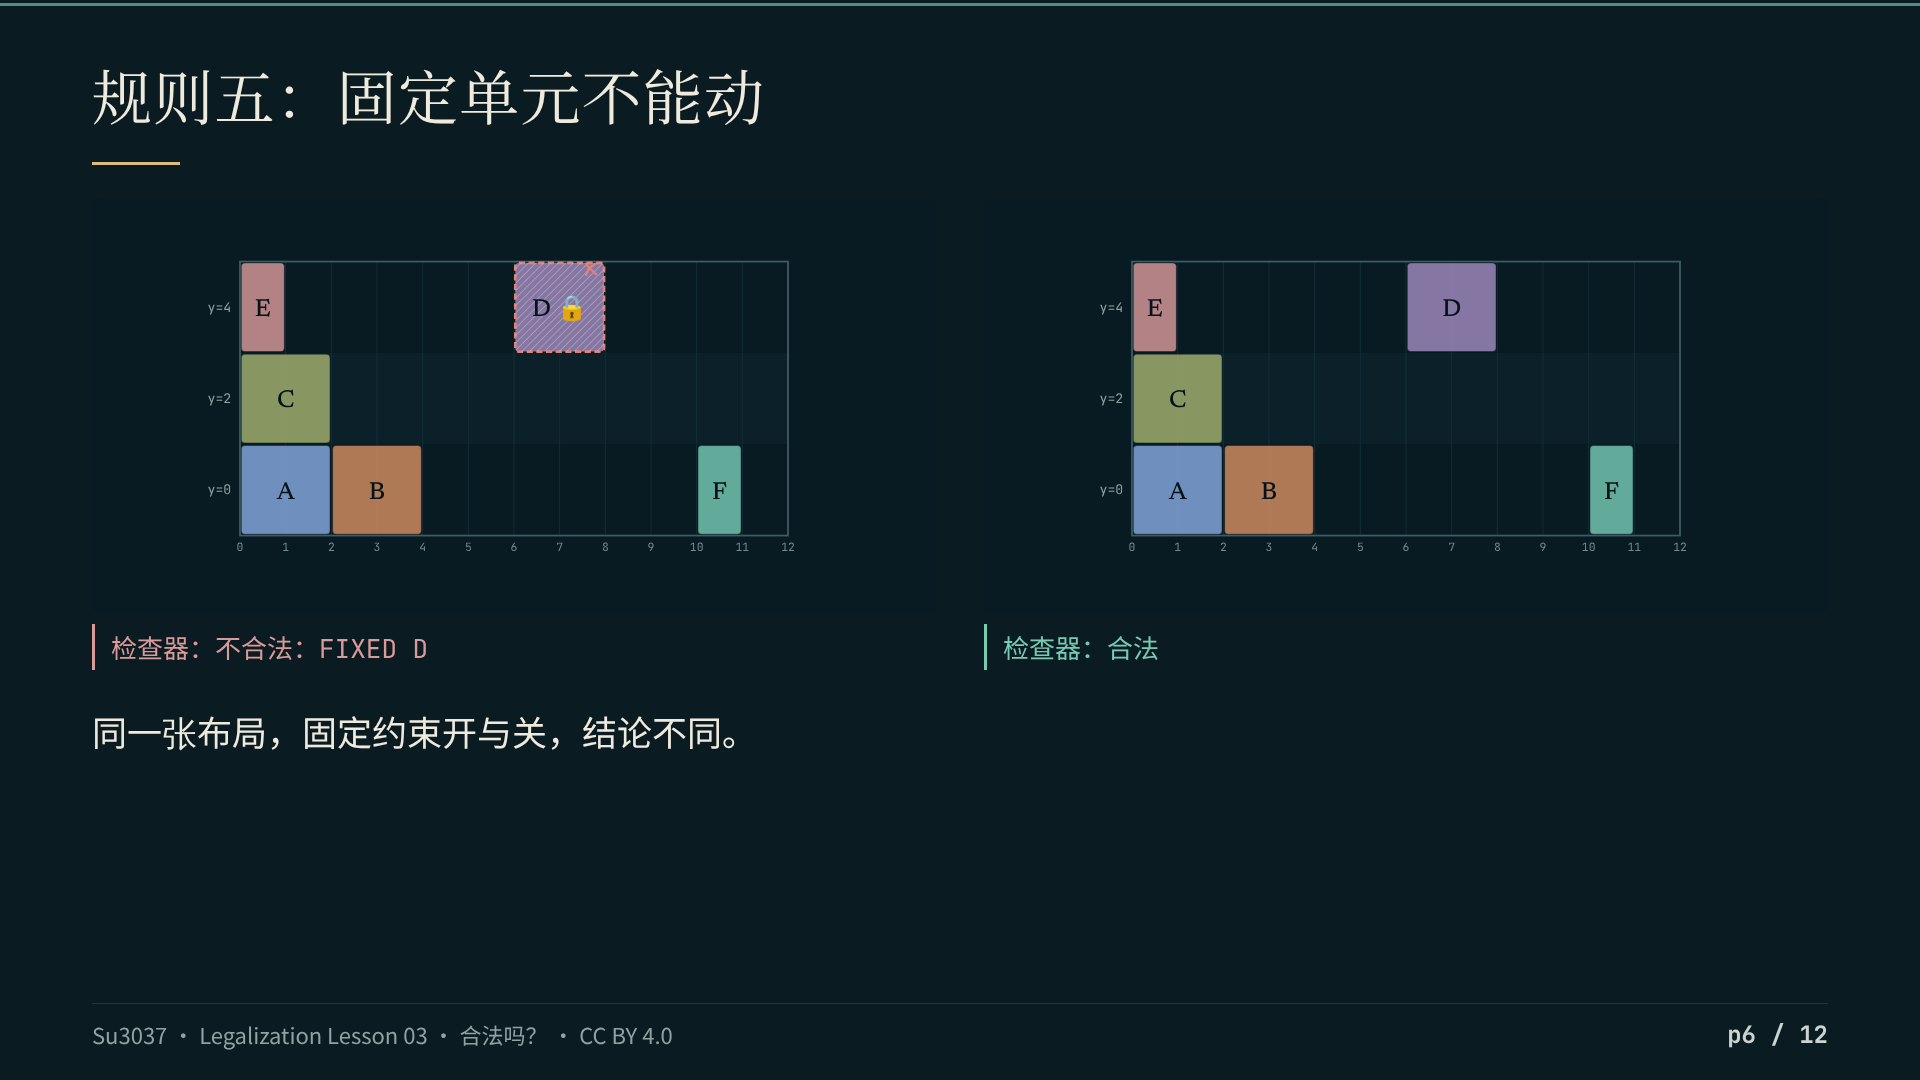 规则五：固定单元不能动
y=4 E D 🔒
y=2 C
y=0 A B F
0 1 2 3 4 5 6 7 8 9 10 11 12
检查器：不合法：FIXED D
y=4 E D
y=2 C
y=0 A B F
0 1 2 3 4 5 6 7 8 9 10 11 12
检查器：合法
同一张布局，固定约束开与关，结论不同。
Su3037 · Legalization Lesson 03 · 合法吗？ · CC BY 4.0
p6 / 12